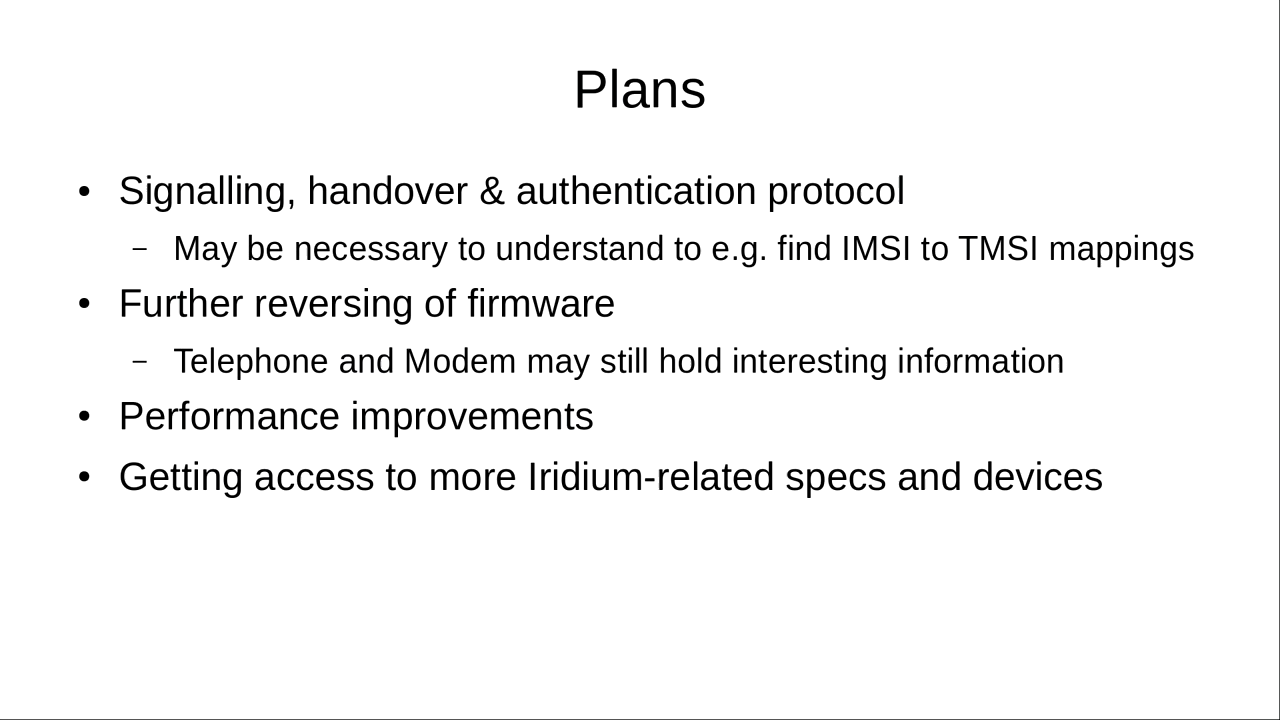 Plans
• Signalling, handover & authentication protocol
– May be necessary to understand to e.g. find IMSI to TMSI mappings
• Further reversing of firmware
– Telephone and Modem may still hold interesting information
• Performance improvements
• Getting access to more Iridium-related specs and devices